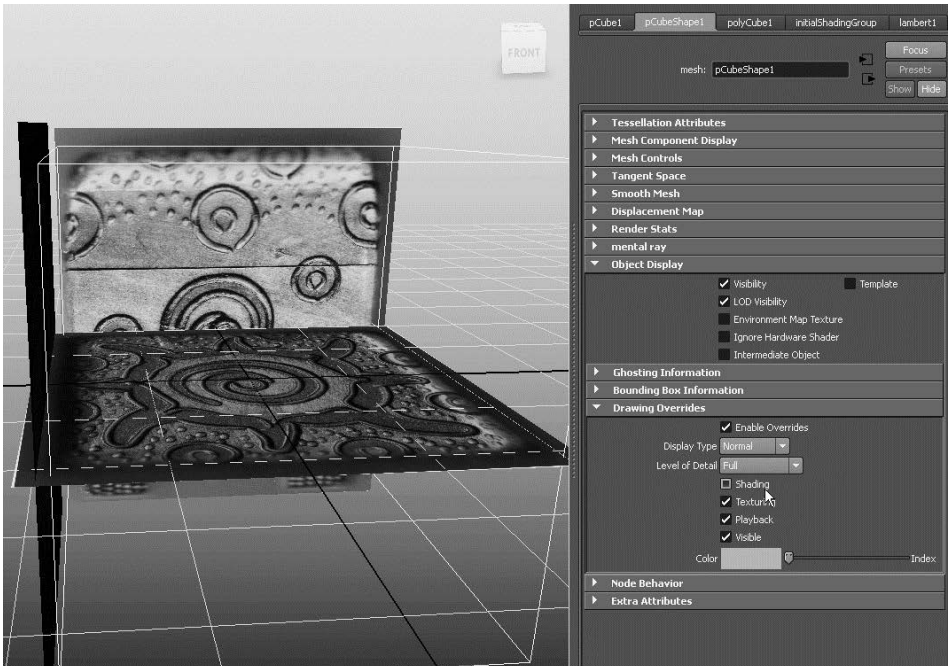 pCube1 pCubeShape1 polyCube1 initialShadingGroup lambert1
FRONT
Focus
mesh: pCubeShape1
Presets
Show Hide
Tessellation Attributes
Mesh Component Display
Mesh Controls
Tangent Space
Smooth Mesh
Displacement Map
Render Stats
mental ray
Object Display
Visibility Template
LOD Visibility
Environment Map Texture
Ignore Hardware Shader
Intermediate Object
Ghosting Information
Bounding Box Information
Drawing Overrides
Enable Overrides
Display Type Normal
Level of Detail Full
Shading
Playback
Visible
Color Index
Node Behavior
Extra Attributes